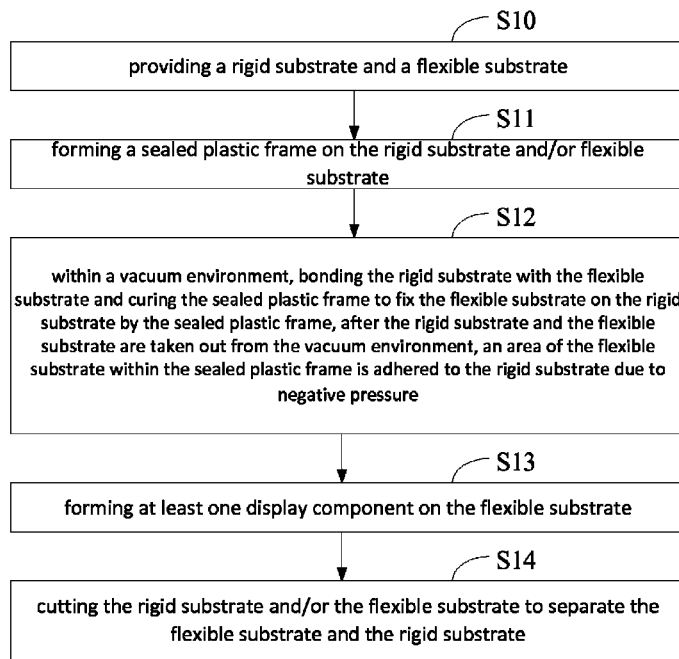 S10
providing a rigid substrate and a flexible substrate
S11
forming a sealed plastic frame on the rigid substrate and/or flexible
substrate
S12
within a vacuum environment, bonding the rigid substrate with the flexible
substrate and curing the sealed plastic frame to fix the flexible substrate on the rigid
substrate by the sealed plastic frame, after the rigid substrate and the flexible
substrate are taken out from the vacuum environment, an area of the flexible
substrate within the sealed plastic frame is adhered to the rigid substrate due to
negative pressure
S13
forming at least one display component on the flexible substrate
S14
cutting the rigid substrate and/or the flexible substrate to separate the
flexible substrate and the rigid substrate